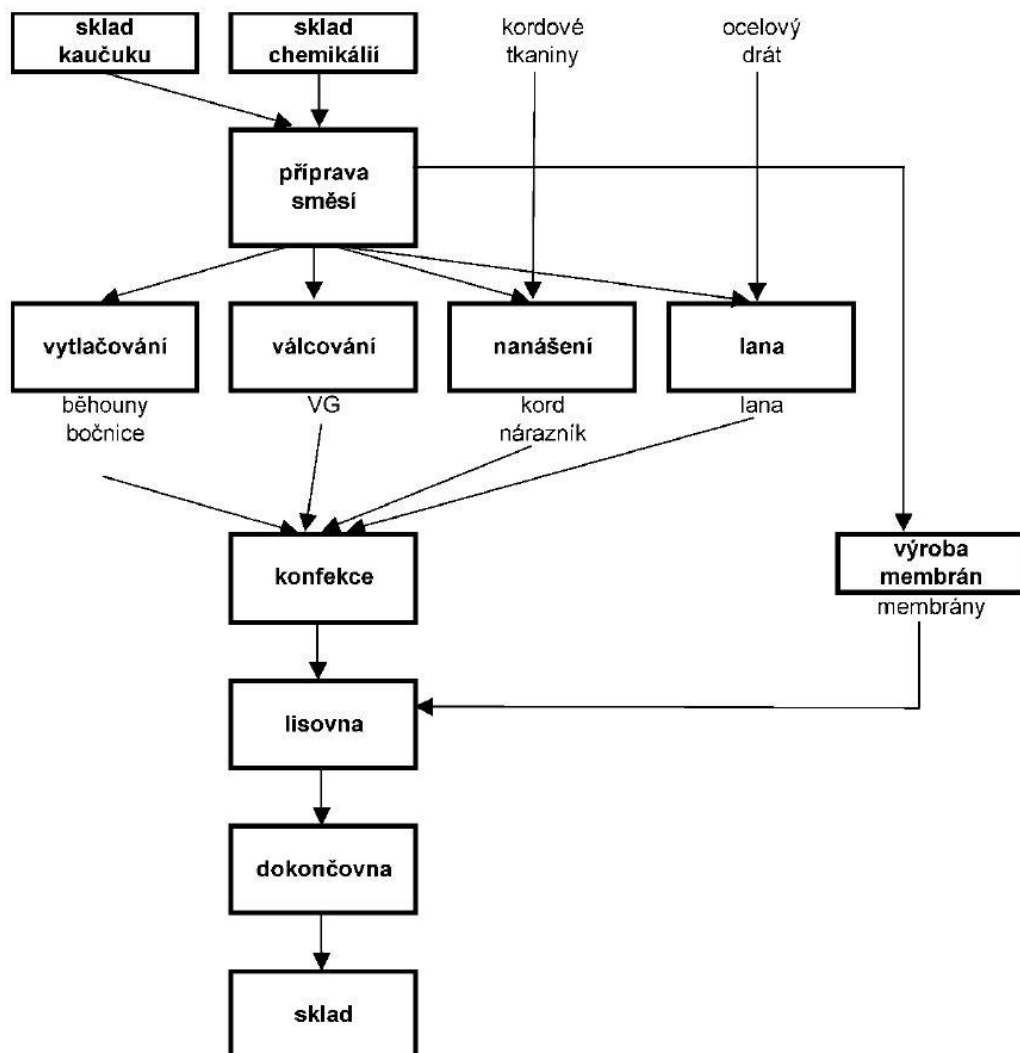 sklad
kaučuku
sklad
chemikálií
kordové
tkaniny
ocelový
drát
příprava
směsí
vytlačování
válcování
nanášení
lana
běhouny
bočnice
VG
kord
nárazník
lana
konfekce
výroba
membrán
membrány
lisovna
dokončovna
sklad